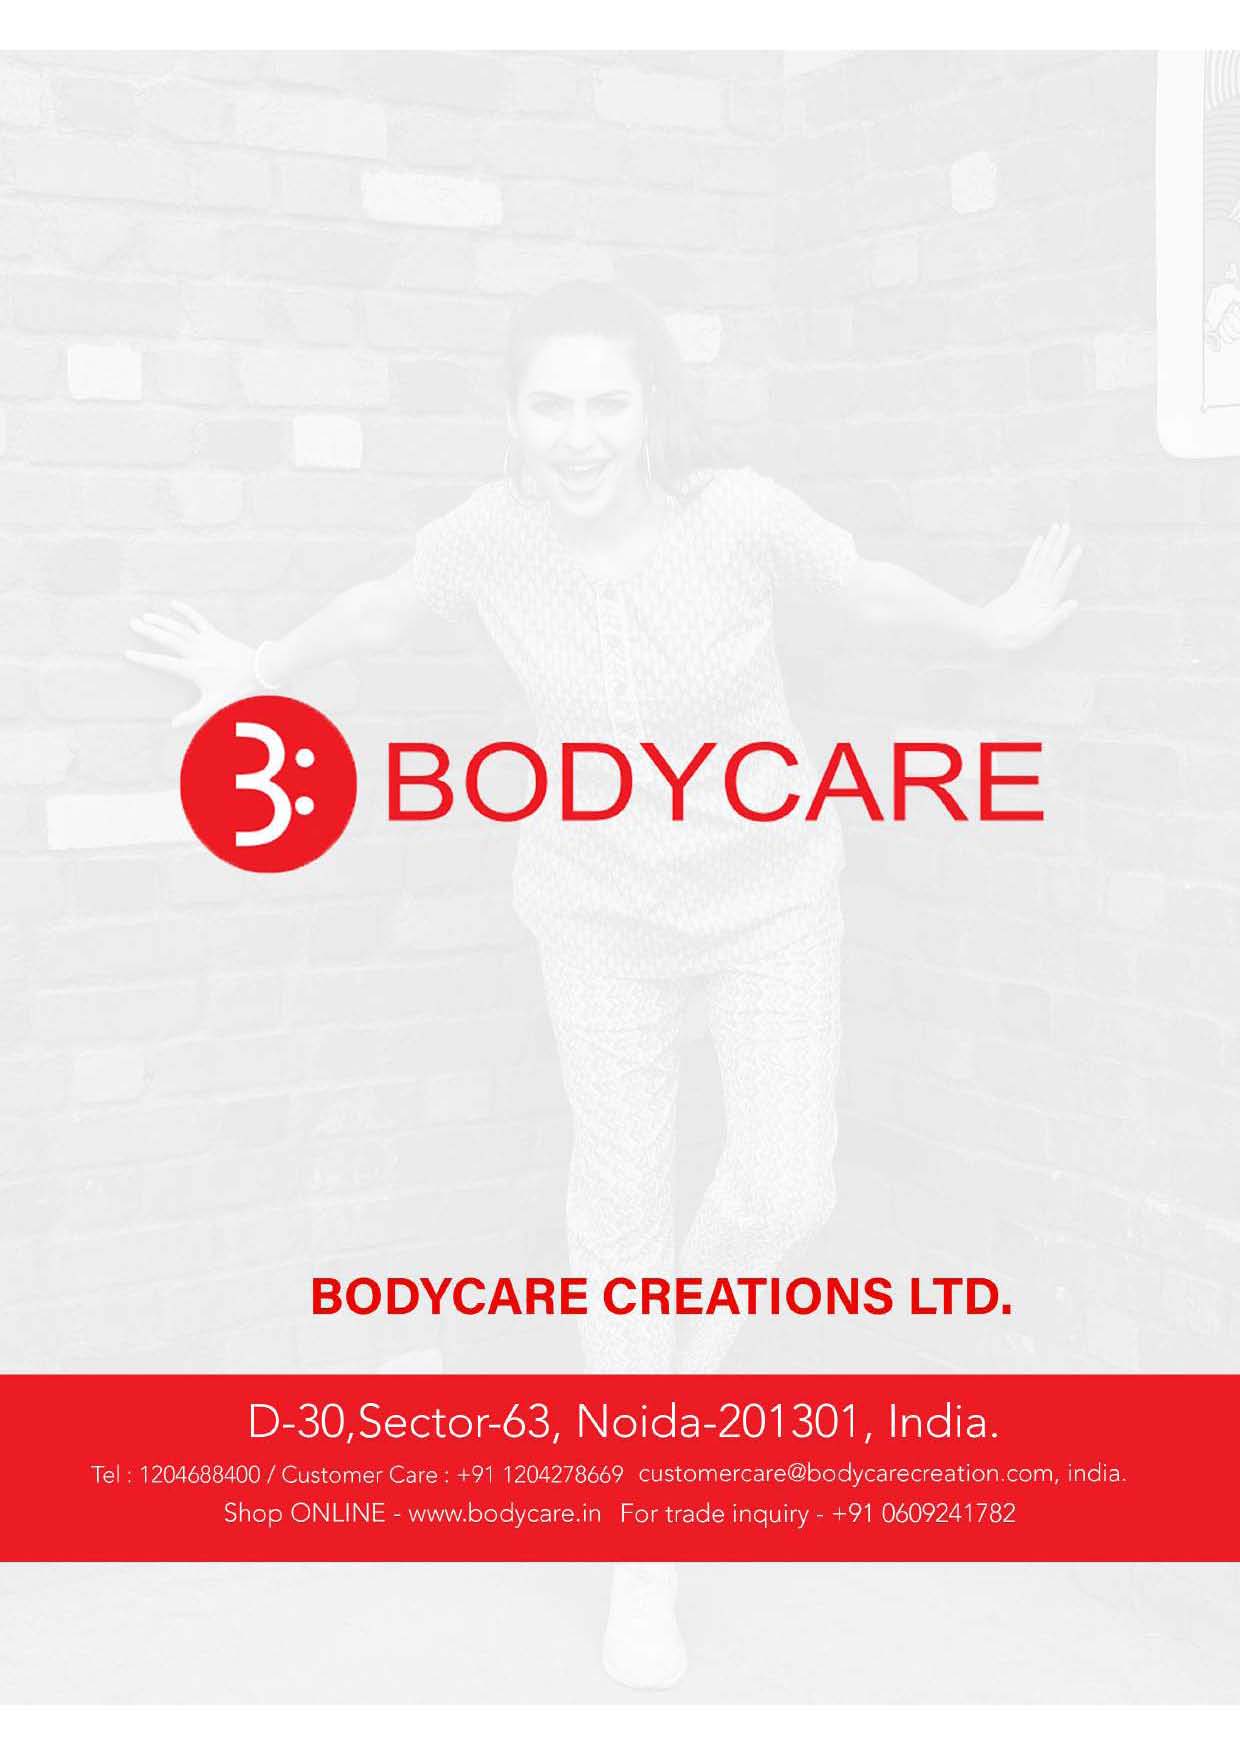 B: BODYCARE
BODYCARE CREATIONS LTD.
D-30,Sector-63, Noida-201301, India.
Tel : 1204688400 / Customer Care : +91 1204278669 customercare@bodycarecreation.com, india.
Shop ONLINE - www.bodycare.in For trade inquiry - +91 0609241782